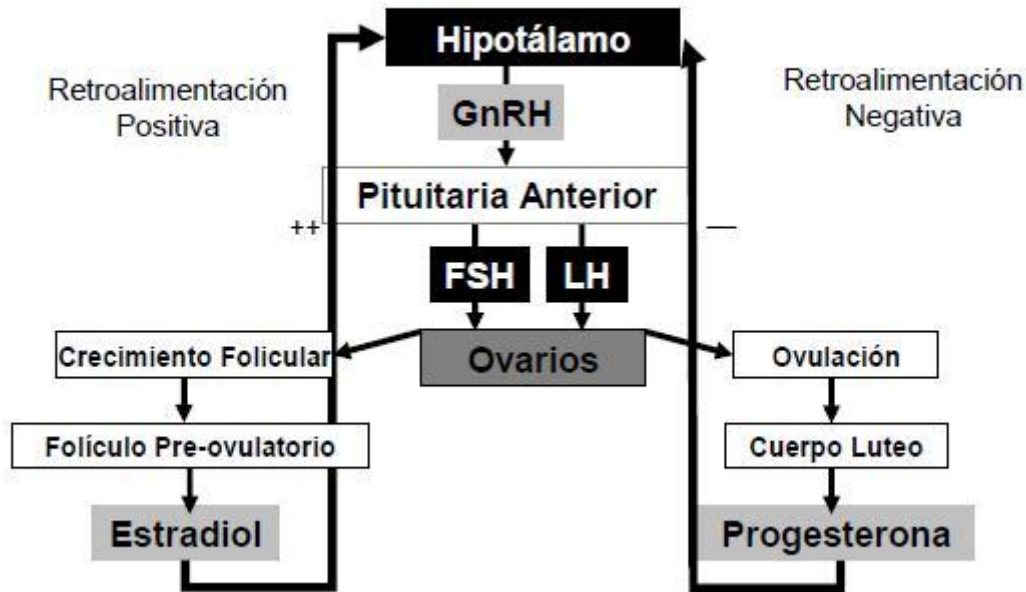 Hipotálamo
Retroalimentación
Positiva
Retroalimentación
Negativa
GnRH
Pituitaria Anterior
++
—
FSH
LH
Crecimiento Folicular
Ovarios
Ovulación
Folículo Pre-ovulatorio
Cuerpo Luteo
Estradiol
Progesterona